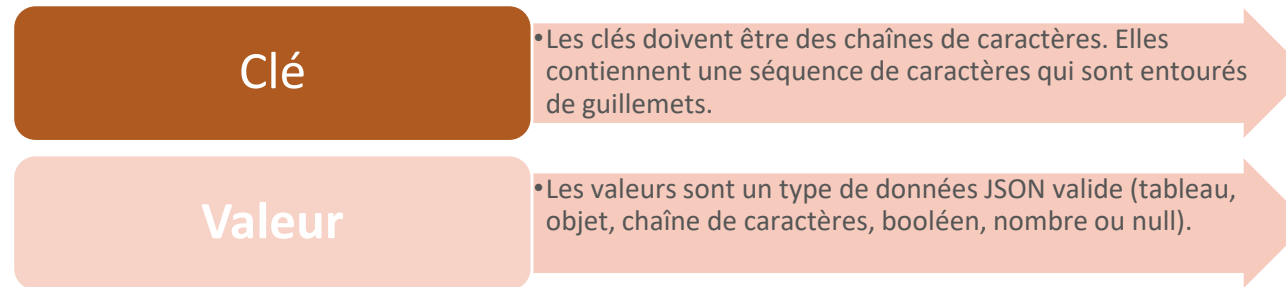 Clé
•Les clés doivent être des chaînes de caractères. Elles
contiennent une séquence de caractères qui sont entourés
de guillemets.
Valeur
•Les valeurs sont un type de données JSON valide (tableau,
objet, chaîne de caractères, booléen, nombre ou null).